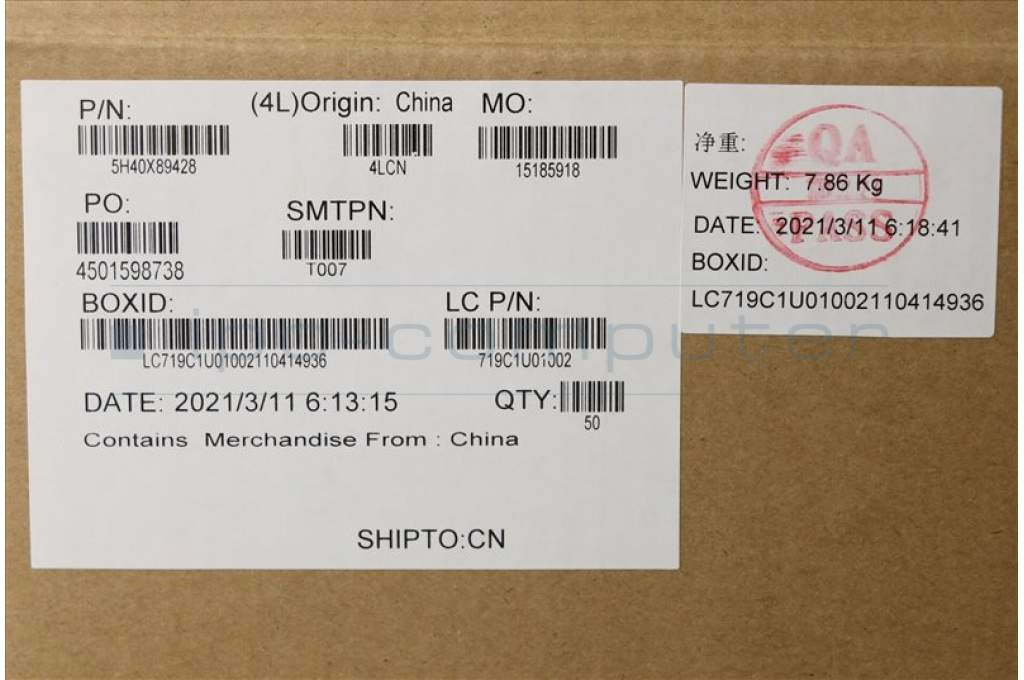 P/N: (4L)Origin: China MO:
5H40X89428 4LCN 15185918
PO: SMTPN:
4501598738 T007
BOXID: LC P/N:
LC719C1U01002110414936 719C1U01002
DATE: 2021/3/11 6:13:15 QTY:
50
Contains Merchandise From : China
SHIPTO:CN
净重:
QA
WEIGHT: 7.86 Kg
DATE: 2021/3/11 6:18:41
PASS
BOXID:
LC719C1U01002110414936
ipc-computer